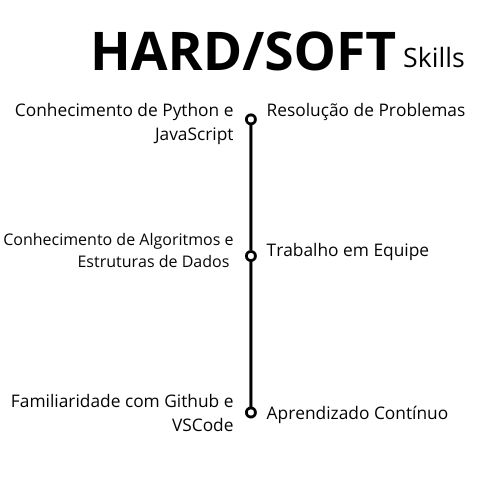 HARD/SOFT Skills
Conhecimento de Python e
JavaScript
Resolução de Problemas
Conhecimento de Algoritmos e
Estruturas de Dados
Trabalho em Equipe
Familiaridade com Github e
VSCode
Aprendizado Contínuo